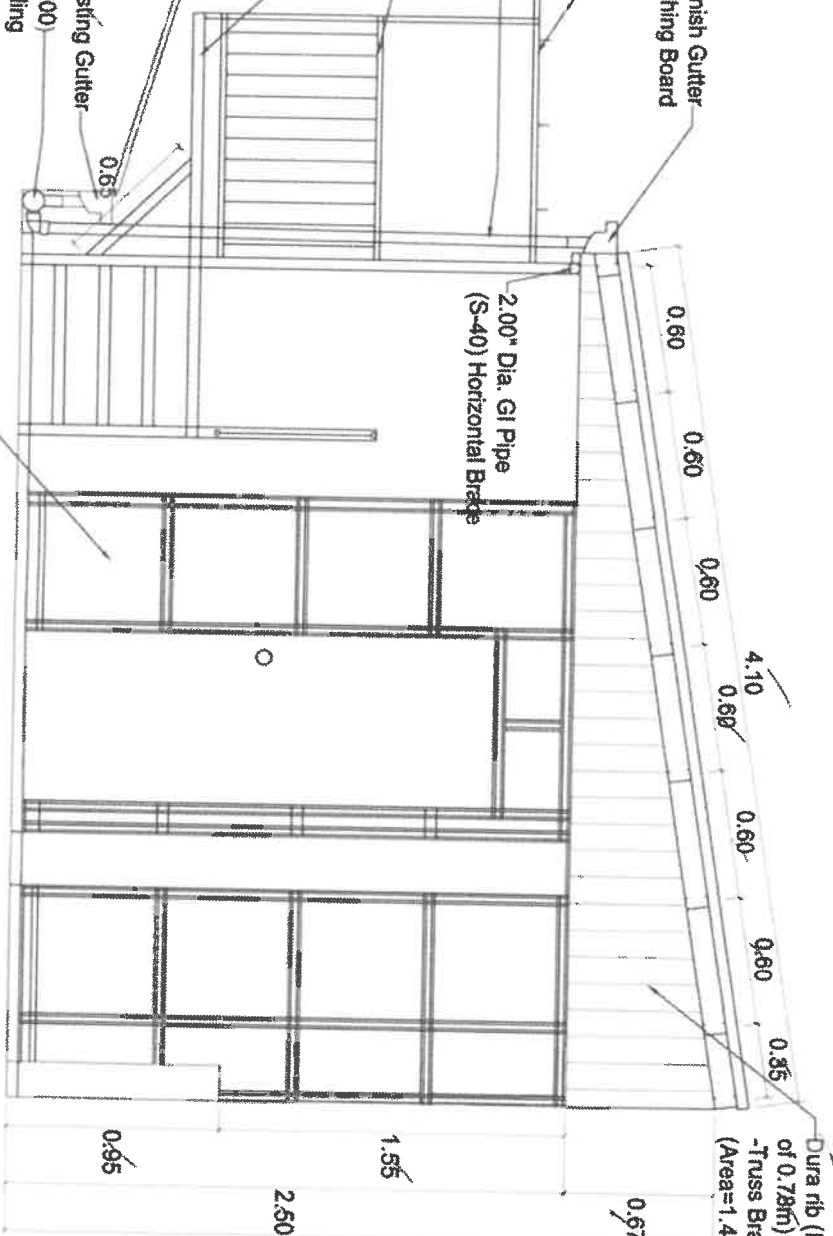 nish Gutter
hing Board
sting Gutter
00)
ling
0.65
2.00" Dia. GI Pipe
(S-40) Horizontal Brace
0.60
0.60
0.60
4.10
0.60
0.60
0.60
0.35
Dura rib (
of 0.78m)
-Truss Bra
(Area=1.4
0.67
1.55
2.50
0.95